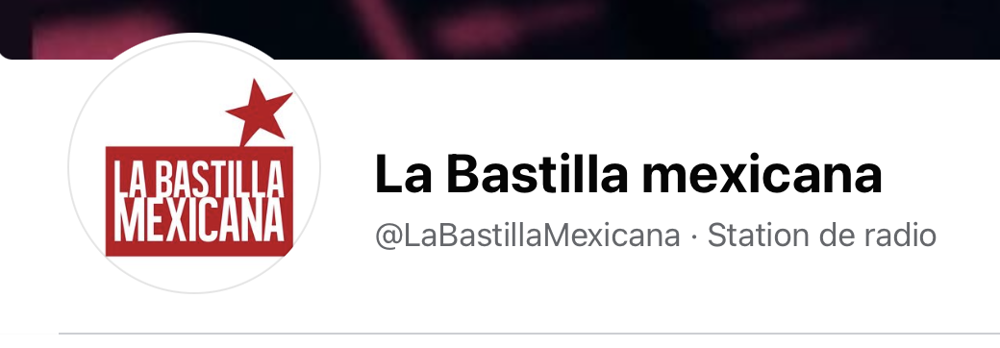 LA BASTILLA
MEXICANA
La Bastilla mexicana
@LaBastillaMexicana · Station de radio